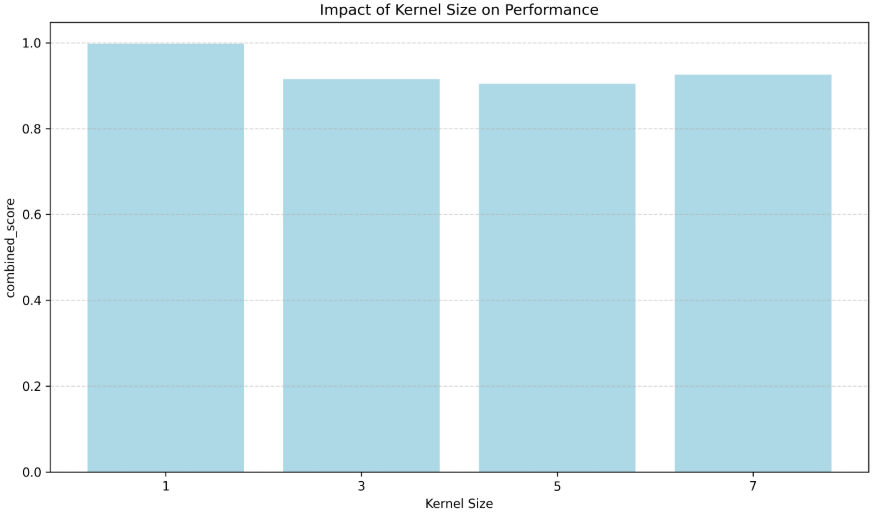 Impact of Kernel Size on Performance
combined_score
1.0
0.8
0.6
0.4
0.2
0.0
1 3 5 7
Kernel Size